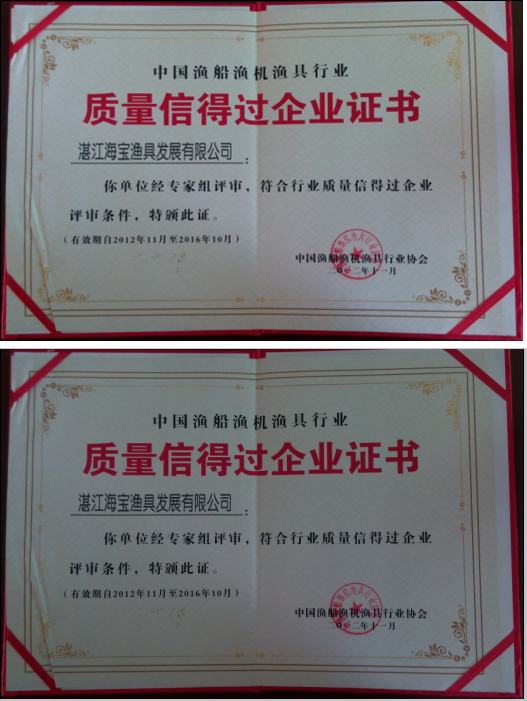 中国渔船渔机渔具行业
质量信得过企业证书
湛江海宝渔具发展有限公司：
你单位经专家组评审，符合行业质量信得过企业
评审条件，特颁此证。
（有效期自2012年11月至2016年10月）
中国渔船渔机渔具行业协会
二〇一二年十一月
中国渔船渔机渔具行业
质量信得过企业证书
湛江海宝渔具发展有限公司：
你单位经专家组评审，符合行业质量信得过企业
评审条件，特颁此证。
（有效期自2012年11月至2016年10月）
中国渔船渔机渔具行业协会
二〇一二年十一月